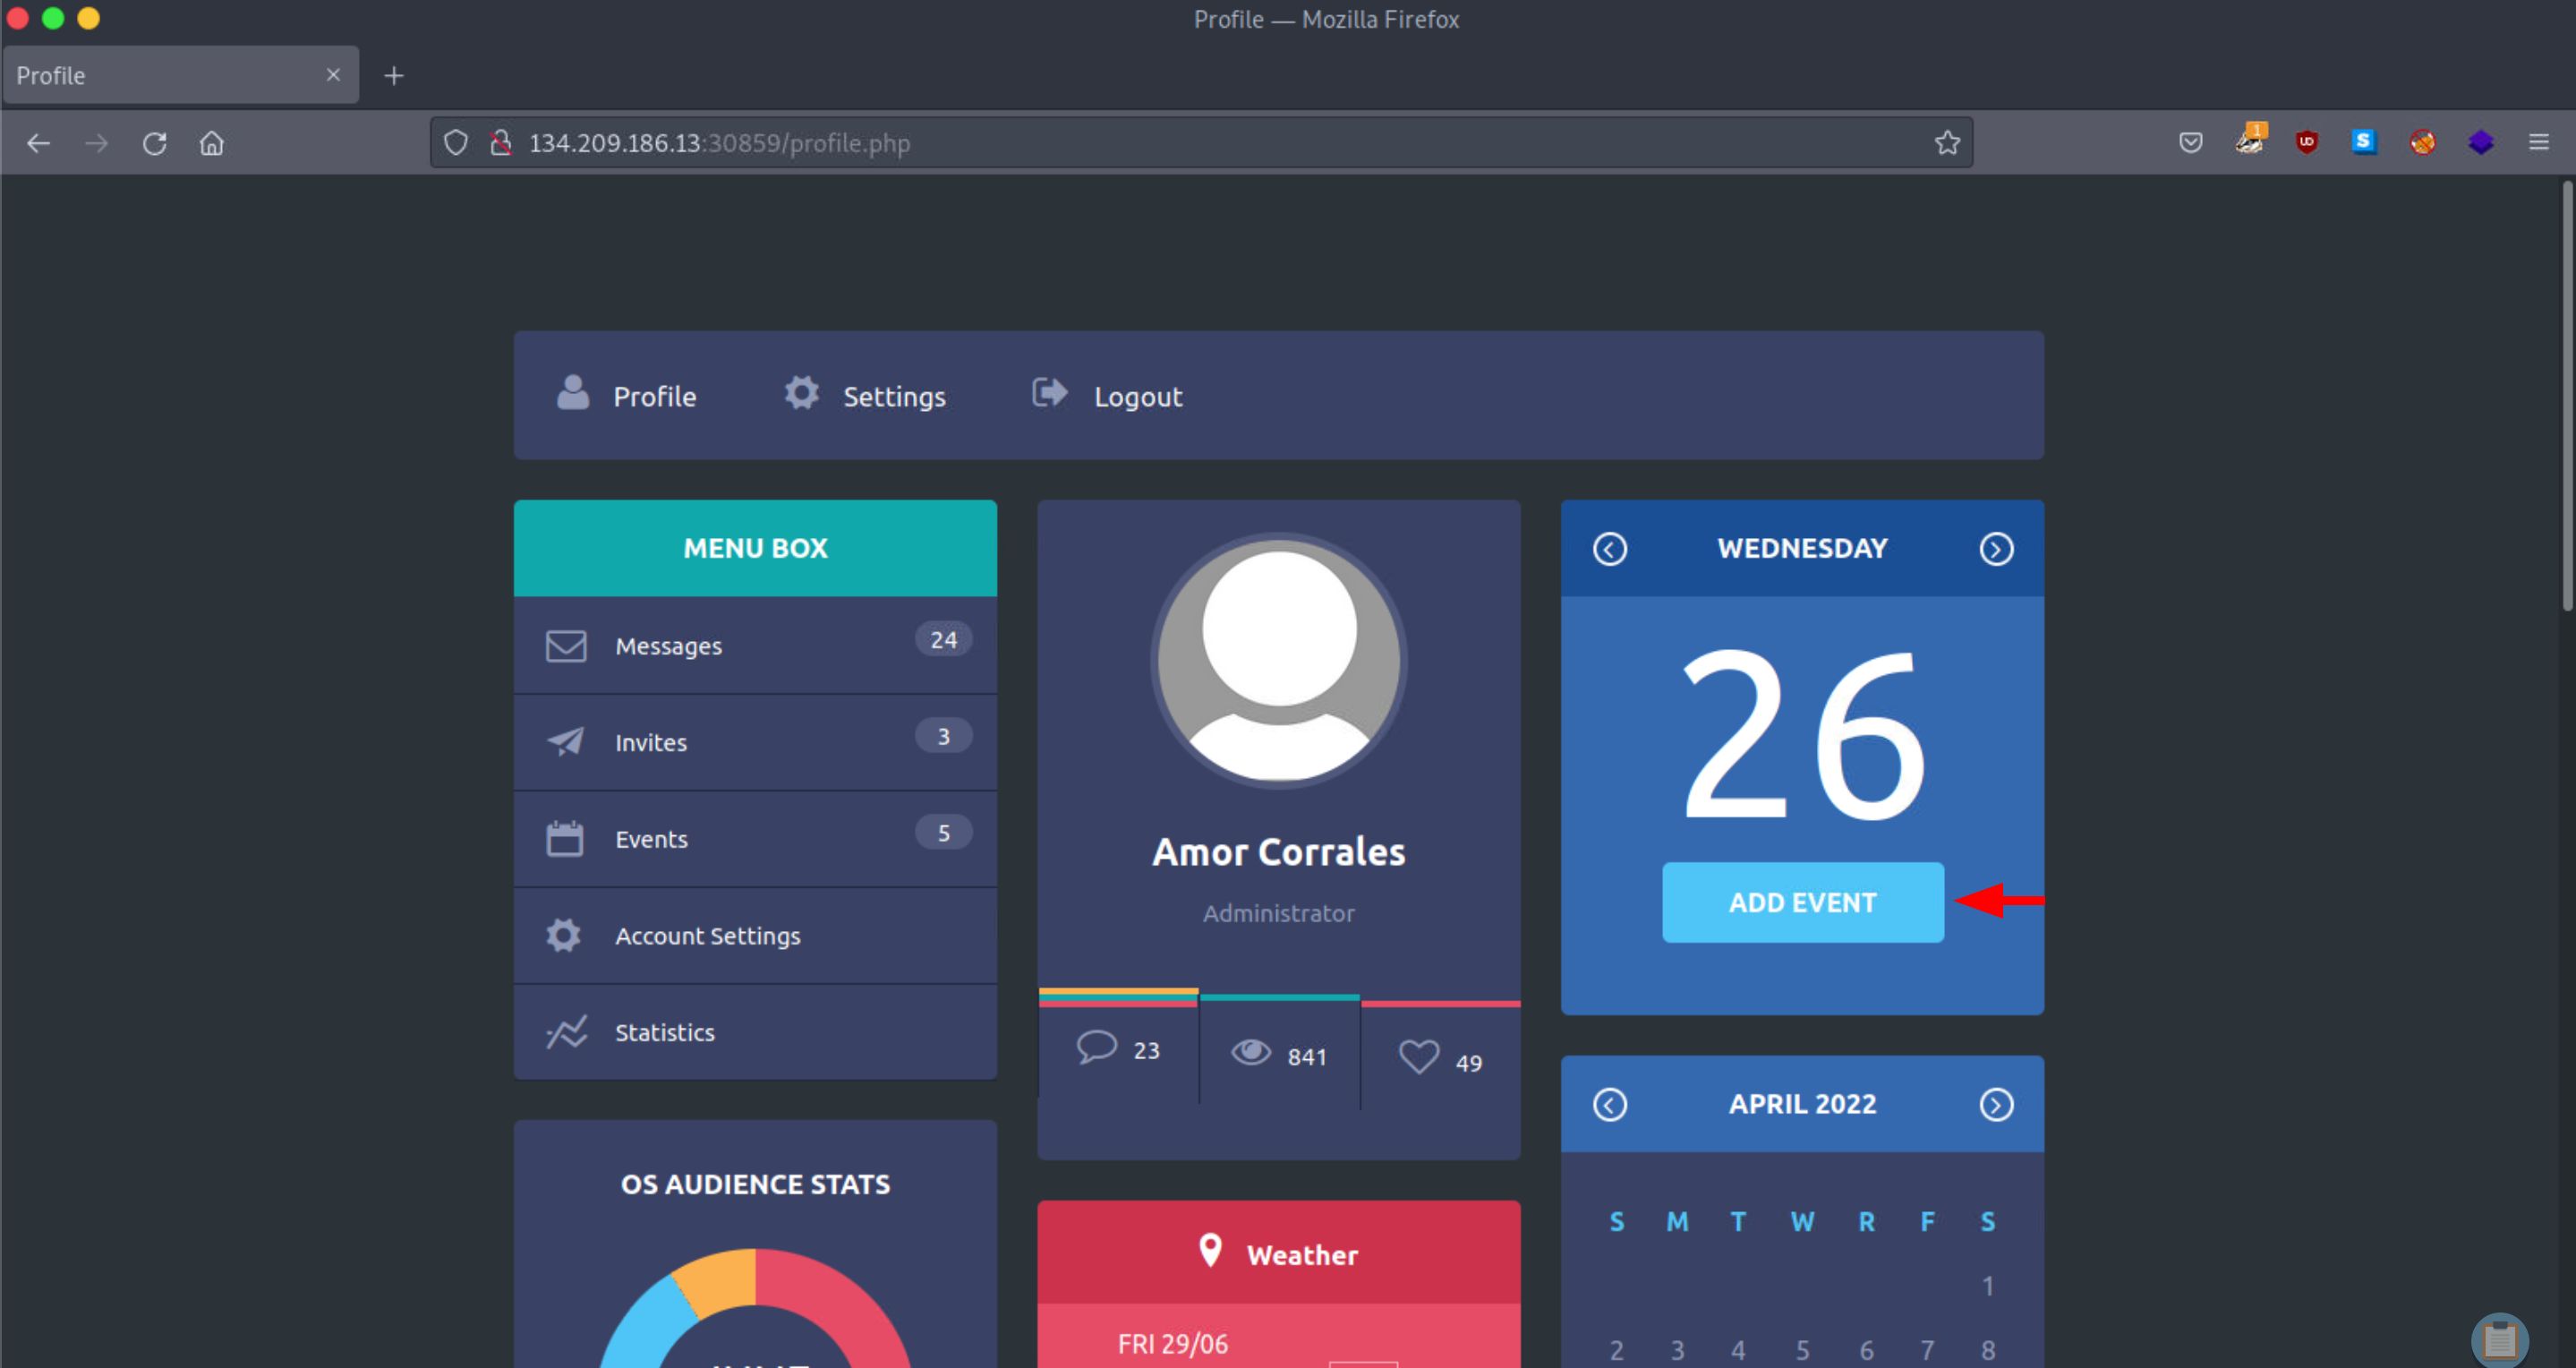 Profile — Mozilla Firefox
Profile
134.209.186.13:30859/profile.php
1
Profile
Settings
Logout
MENU BOX
Messages 24
Invites 3
Events 5
Account Settings
Statistics
OS AUDIENCE STATS
Amor Corrales
Administrator
23 841 49
Weather
FRI 29/06
WEDNESDAY
26
ADD EVENT
APRIL 2022
S M T W R F S
1
2 3 4 5 6 7 8